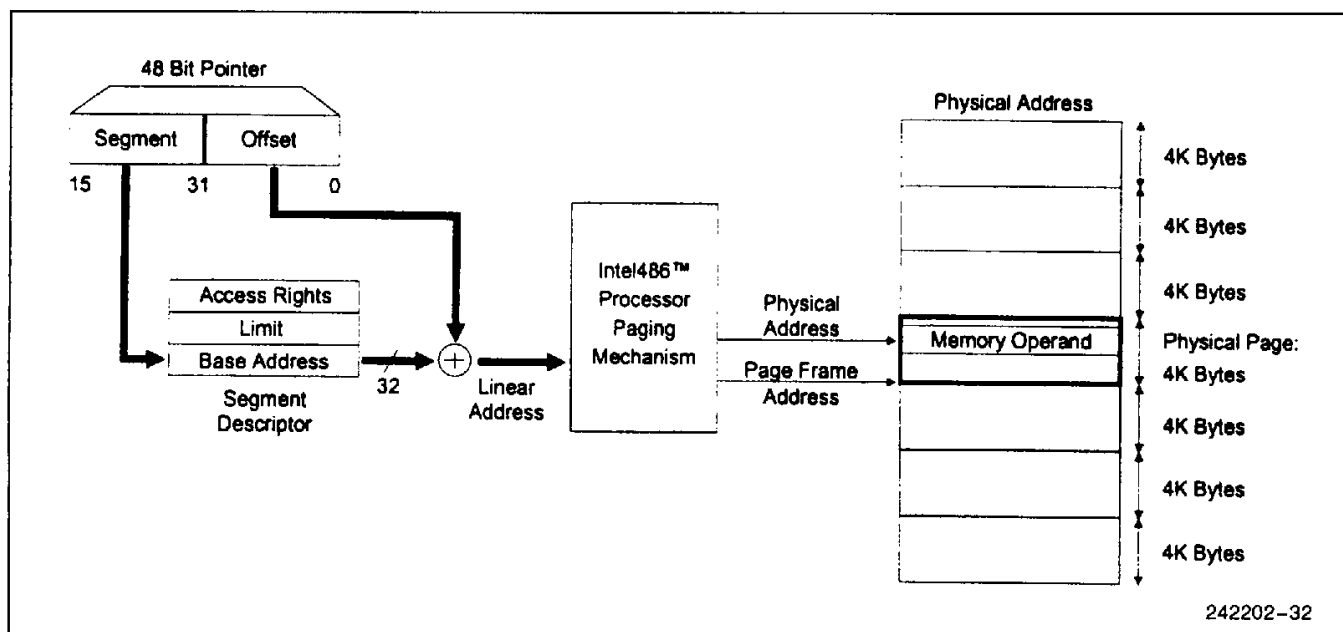 48 Bit Pointer
Segment
Offset
15
31
0
Access Rights
Limit
Base Address
Segment
Descriptor
32
+
Linear
Address
Intel486™
Processor
Paging
Mechanism
Physical
Address
Page Frame
Address
Physical Address
Memory Operand
4K Bytes
4K Bytes
4K Bytes
Physical Page:
4K Bytes
4K Bytes
4K Bytes
4K Bytes
242202–32